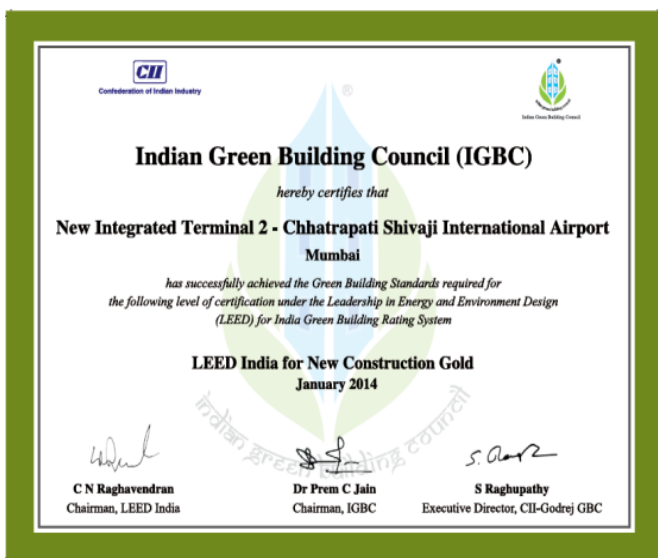 CII
Confederation of Indian Industry
Indian Green Building Council
Indian Green Building Council (IGBC)
hereby certifies that
New Integrated Terminal 2 - Chhatrapati Shivaji International Airport
Mumbai
has successfully achieved the Green Building Standards required for
the following level of certification under the Leadership in Energy and Environment Design
(LEED) for India Green Building Rating System
LEED India for New Construction Gold
January 2014
indian green building council
C N Raghavendran
Chairman, LEED India
Dr Prem C Jain
Chairman, IGBC
S Raghupathy
Executive Director, CII-Godrej GBC